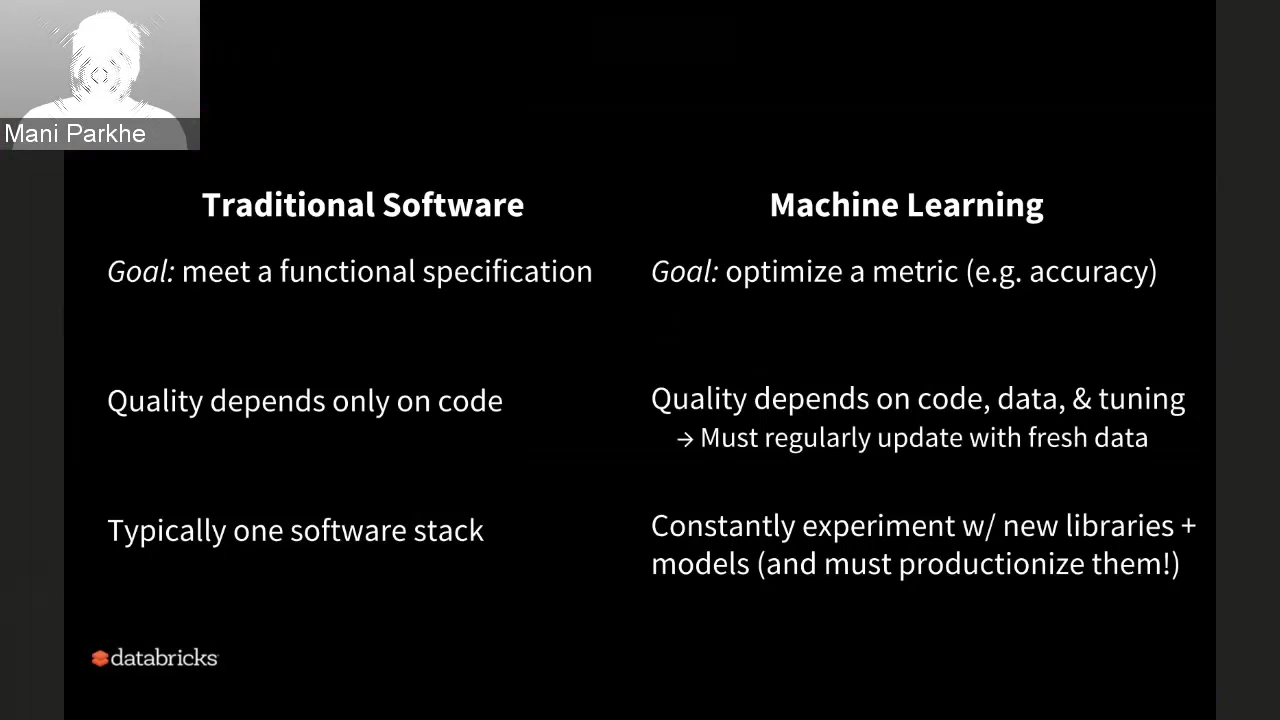 Mani Parkhe
Traditional Software
Goal: meet a functional specification
Quality depends only on code
Typically one software stack
Machine Learning
Goal: optimize a metric (e.g. accuracy)
Quality depends on code, data, & tuning
→ Must regularly update with fresh data
Constantly experiment w/ new libraries +
models (and must productionize them!)
databricks